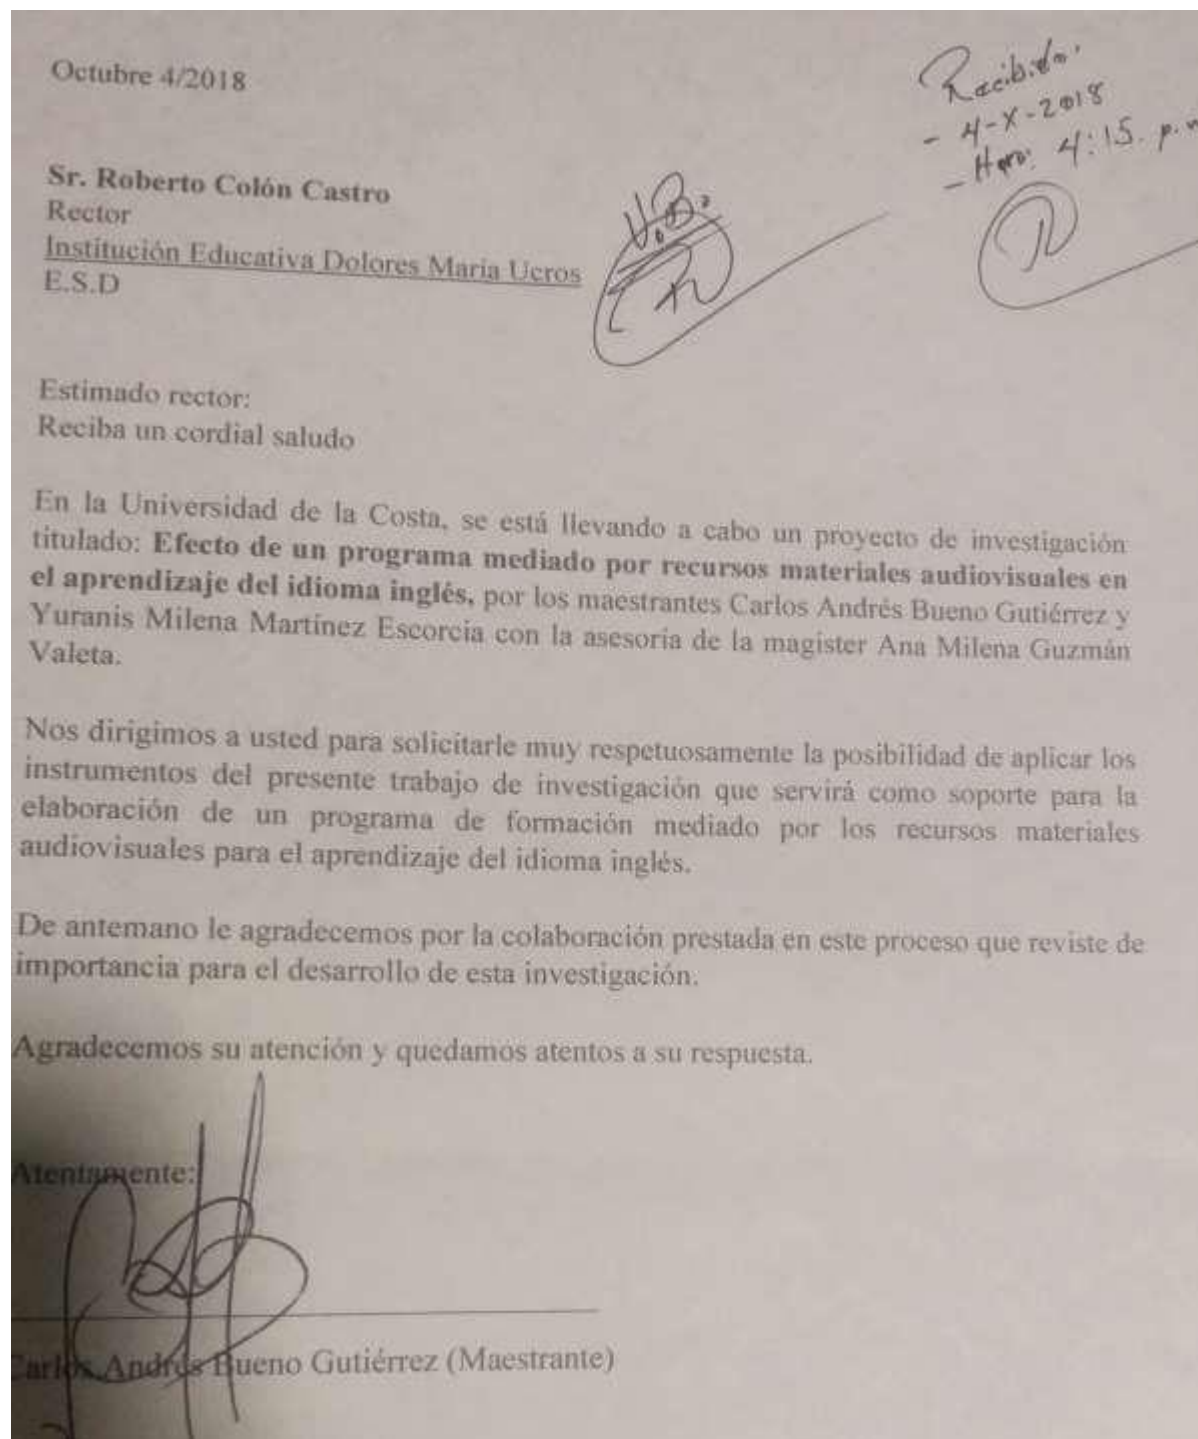 Octubre 4/2018
Recibido.
- 4-X-2018
- Hora: 4:15. p.m
Sr. Roberto Colón Castro
Rector
Institución Educativa Dolores Maria Ucros
E.S.D
V.B.
Estimado rector:
Reciba un cordial saludo
En la Universidad de la Costa, se está llevando a cabo un proyecto de investigación
titulado: Efecto de un programa mediado por recursos materiales audiovisuales en
el aprendizaje del idioma inglés, por los maestrantes Carlos Andrés Bueno Gutiérrez y
Yuranis Milena Martínez Escorcia con la asesoría de la magister Ana Milena Guzmán
Valeta.
Nos dirigimos a usted para solicitarle muy respetuosamente la posibilidad de aplicar los
instrumentos del presente trabajo de investigación que servirá como soporte para la
elaboración de un programa de formación mediado por los recursos materiales
audiovisuales para el aprendizaje del idioma inglés.
De antemano le agradecemos por la colaboración prestada en este proceso que reviste de
importancia para el desarrollo de esta investigación.
Agradecemos su atención y quedamos atentos a su respuesta.
Atentamente:
Carlos Andrés Bueno Gutiérrez (Maestrante)